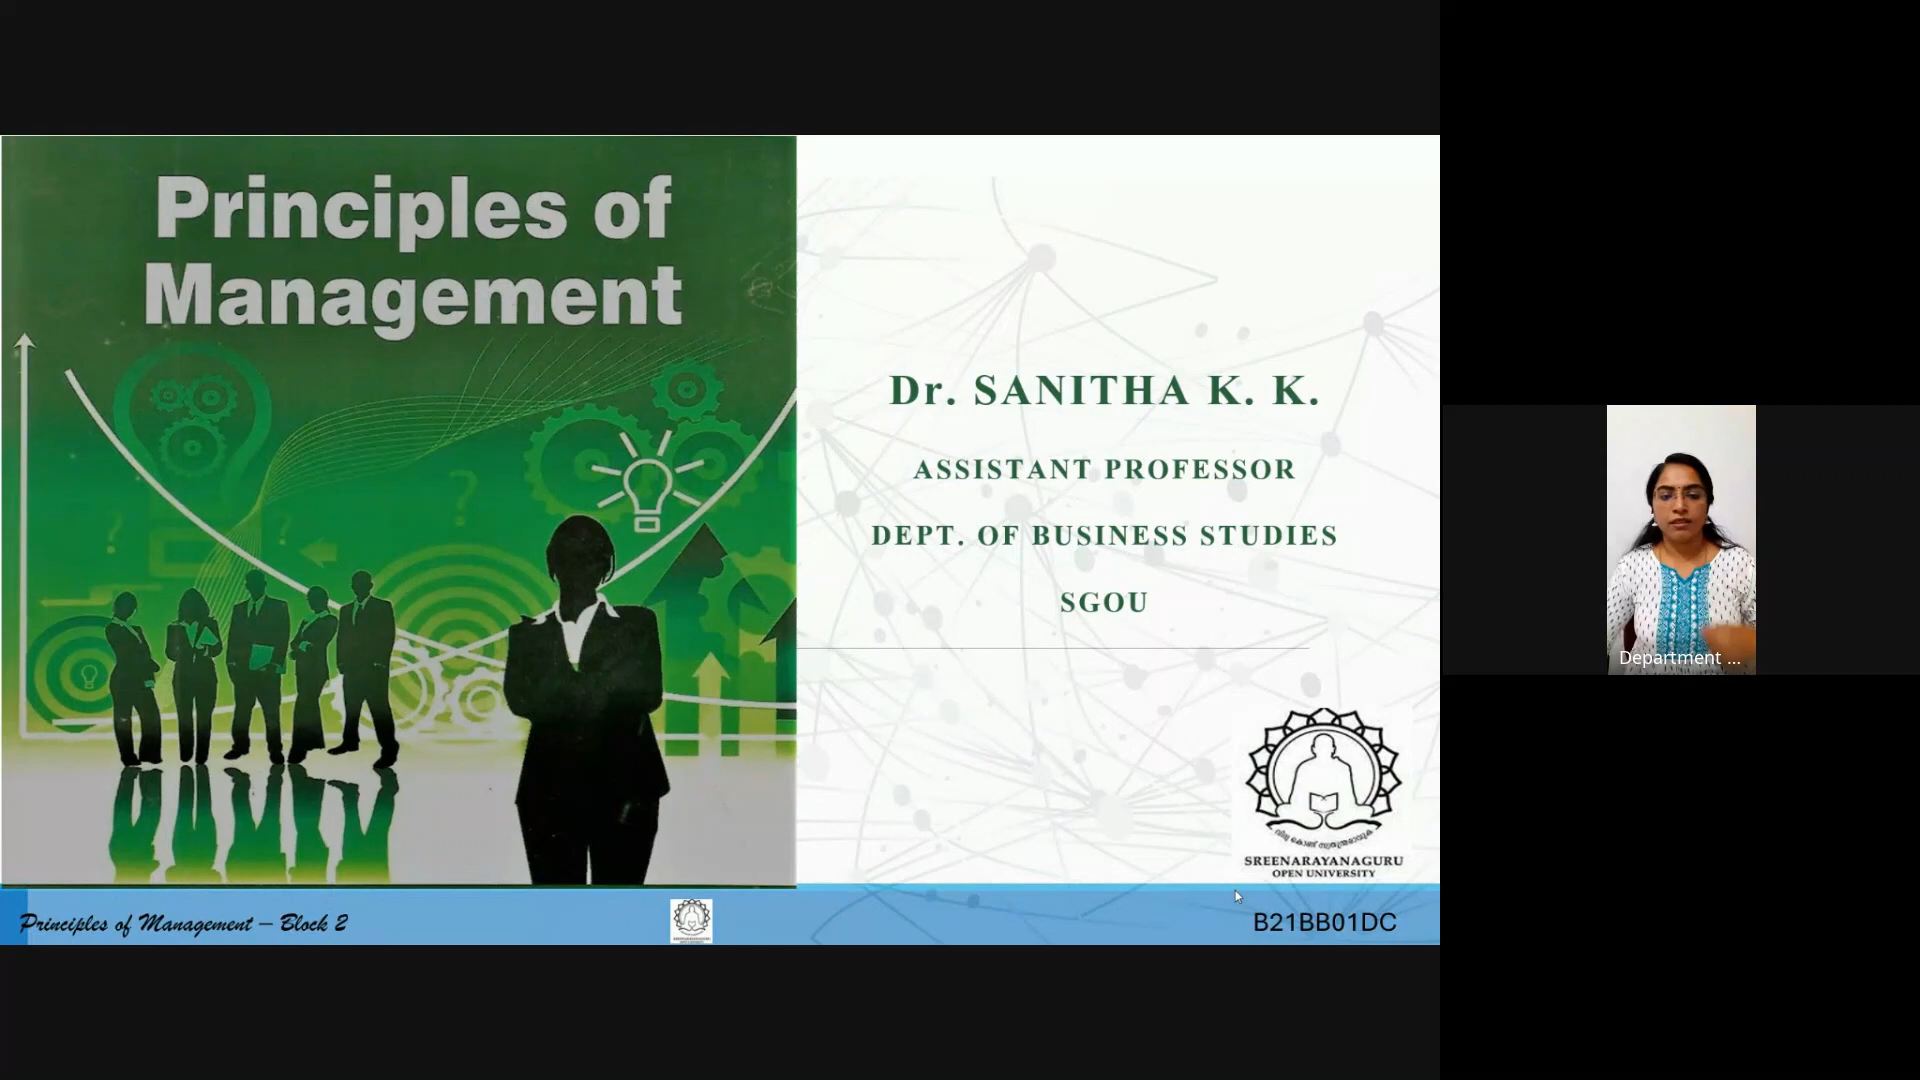 Principles of
Management
Dr. SANITHA K. K.
ASSISTANT PROFESSOR
DEPT. OF BUSINESS STUDIES
SGOU
SREENARAYANAGURU
OPEN UNIVERSITY
Principles of Management – Block 2
B21BB01DC
Department ...